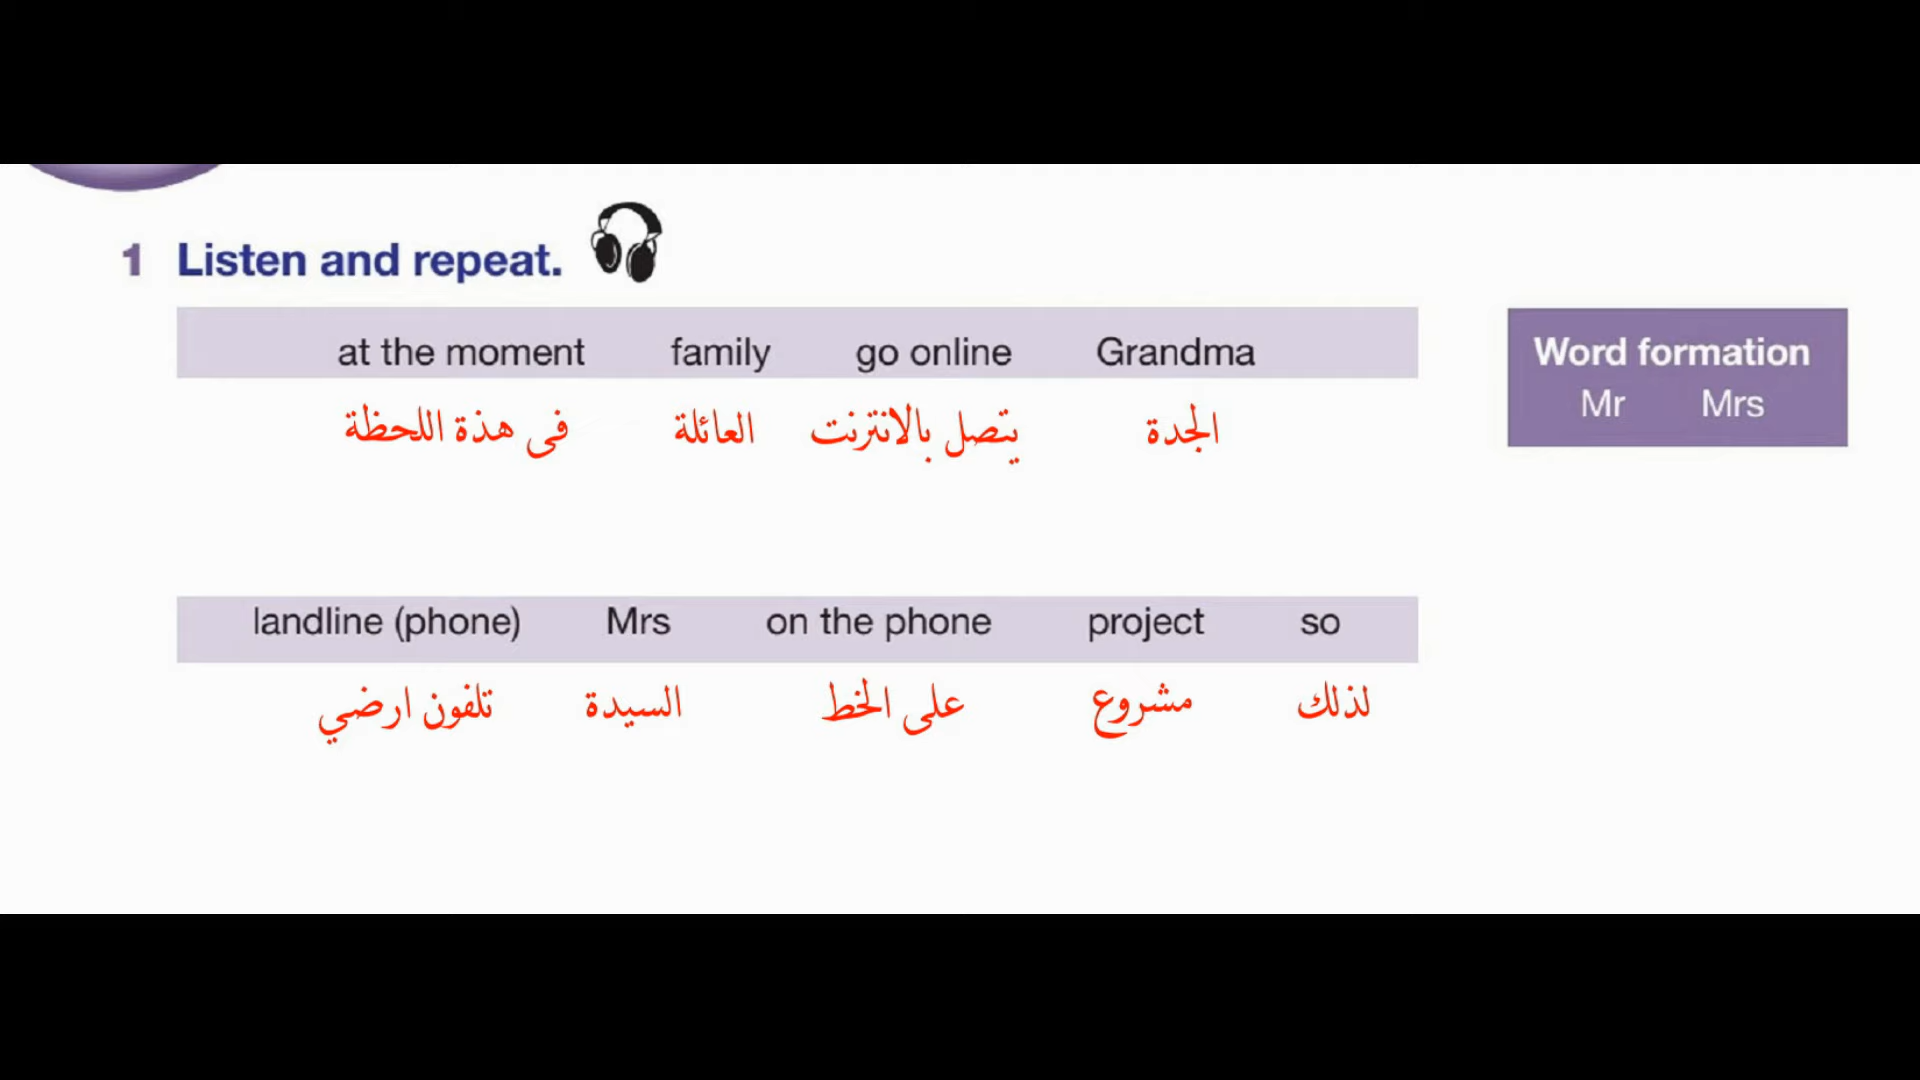 1 Listen and repeat.
at the moment family go online Grandma
فى هذة اللحظة العائلة يتصل بالانترنت الجدة
Word formation
Mr Mrs
landline (phone) Mrs on the phone project so
تلفون ارضي السيدة على الخط مشروع لذلك